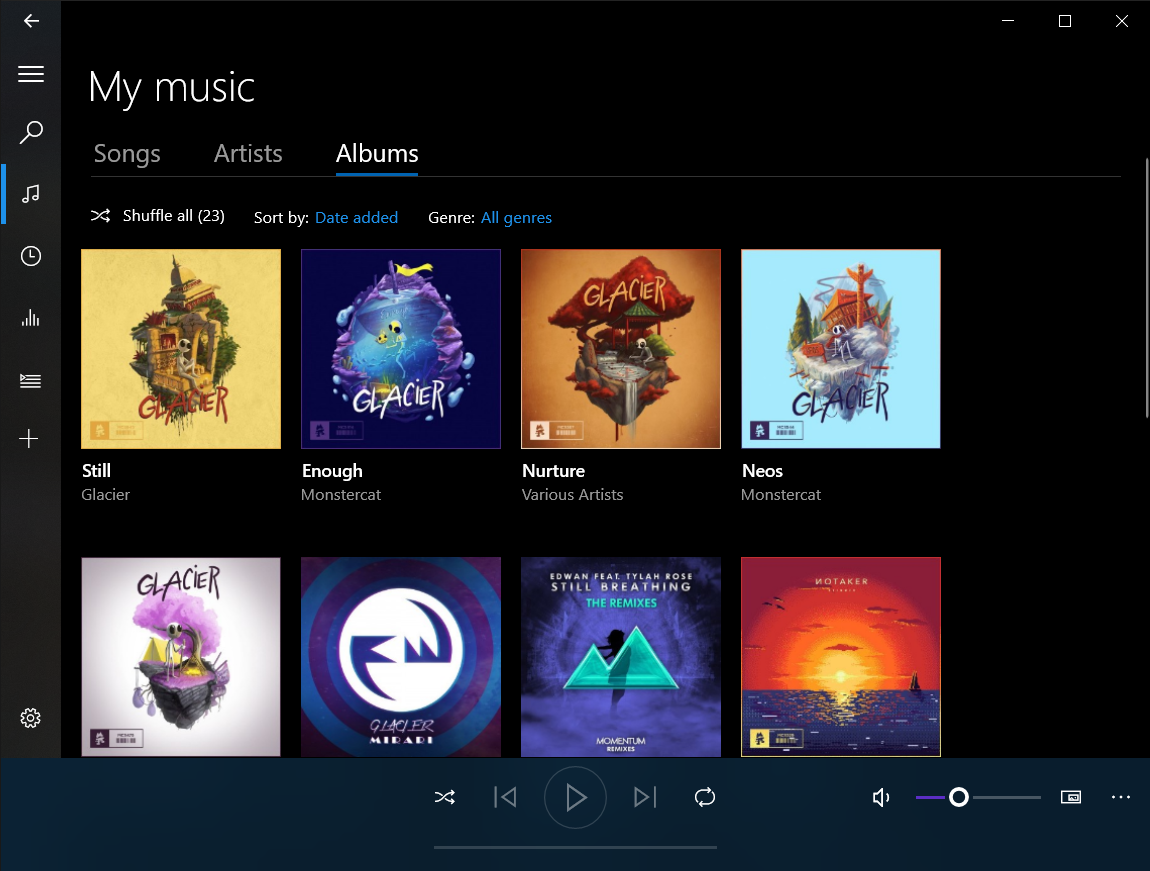 My music
Songs Artists Albums
Shuffle all (23) Sort by: Date added Genre: All genres
GLACIER
GLACIER
GLACIER
GLACIER
Still Enough Nurture Neos
Glacier Monstercat Various Artists Monstercat
GLACIER
GLACIER
MIRARI
EDWAN FEAT. TYLAH ROSE
STILL BREATHING
THE REMIXES
MOMENTUM
REMIXES
ИOTAKER